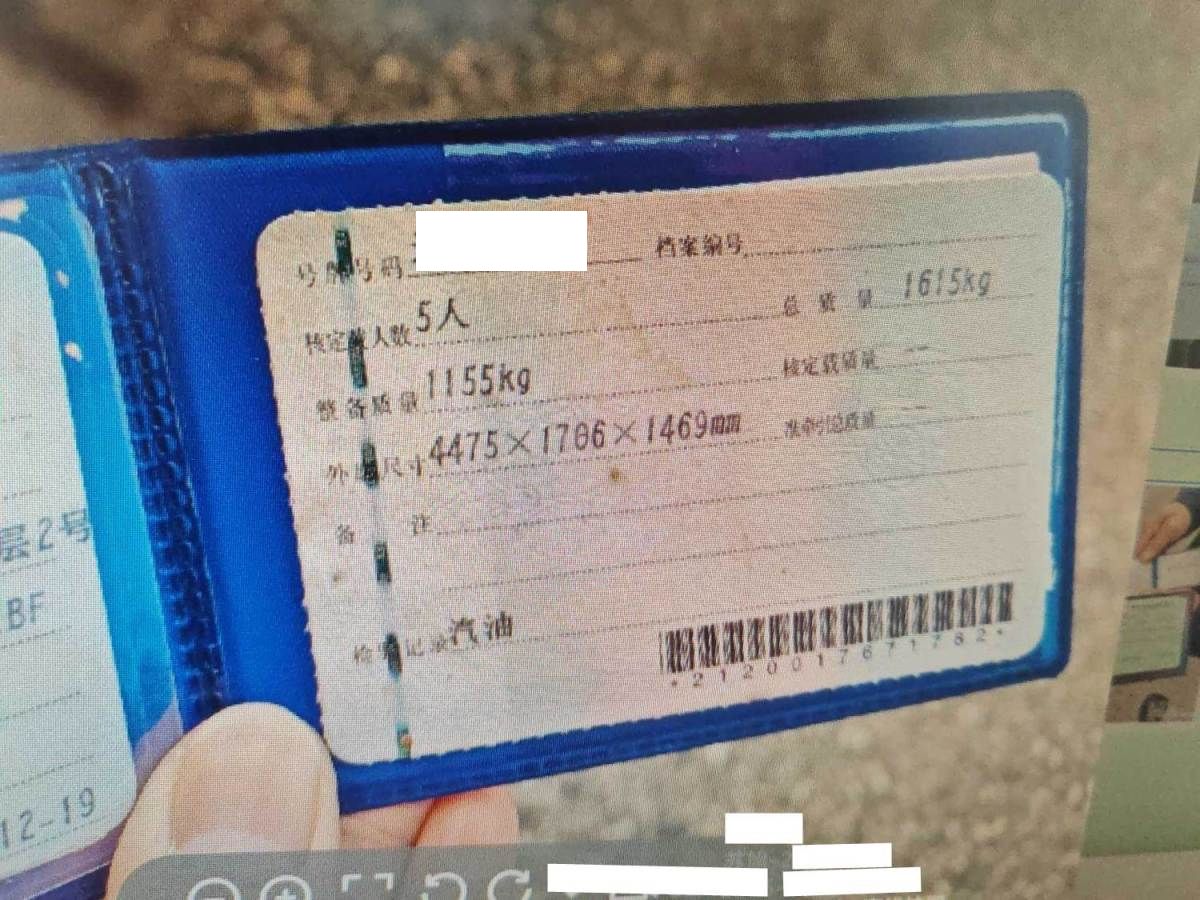 号牌号码 档案编号
核定载人数 5人 总质量 1615kg
整备质量 1155kg 核定载质量 --
外廓尺寸 4475×1706×1469mm 准牵引总质量 --
备注
检验记录 汽油
*2120017671782*
层2号
BF
12-19